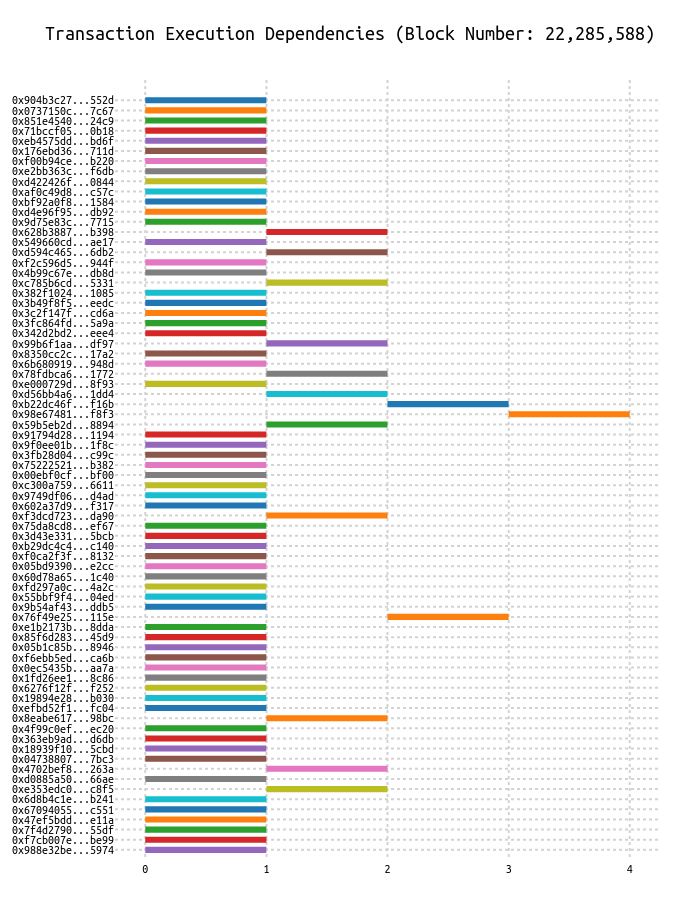 Transaction Execution Dependencies (Block Number: 22,285,588)
0x904b3c27...552d
0x0737150c...7c67
0x851e4540...24c9
0x71bccf05...0b18
0xeb4575dd...bd6f
0x176ebd36...711d
0xf00b94ce...b220
0xe2bb363c...f6db
0xd422426f...0844
0xaf0c49d8...c57c
0xbf92a0f8...1584
0xd4e96f95...db92
0x9d75e83c...7715
0x628b3887...b398
0x549660cd...ae17
0xd594c465...6db2
0xf2c596d5...944f
0x4b99c67e...db8d
0xc785b6cd...5331
0x382f1024...1085
0x3b49f8f5...eedc
0x3c2f147f...cd6a
0x3fc864fd...5a9a
0x342d2bd2...eee4
0x99b6f1aa...df97
0x8350cc2c...17a2
0x6b680919...948d
0x78fdbca6...1772
0xe000729d...8f93
0xd56bb4a6...1dd4
0xb22dc46f...f16b
0x98e67481...f8f3
0x59b5eb2d...8894
0x91794d28...1194
0x9f0ee01b...1f8c
0x3fb28d04...c99c
0x75222521...b382
0x00ebf0cf...bf00
0xc300a759...6611
0x9749df06...d4ad
0x602a37d9...f317
0xf3dcd723...da90
0x75da8cd8...ef67
0x3d43e331...5bcb
0xb29dc4c4...c140
0xf0ca2f3f...8132
0x05bd9390...e2cc
0x60d78a65...1c40
0xfd297a0c...4a2c
0x55bbf9f4...04ed
0x9b54af43...ddb5
0x76f49e25...115e
0xe1b2173b...8dda
0x85f6d283...45d9
0x05b1c85b...8946
0xf6ebb5ed...ca6b
0x0ec5435b...aa7a
0x1fd26ee1...8c86
0x6276f12f...f252
0x19894e28...b030
0xefbd52f1...fc04
0x8eabe617...98bc
0x4f99c0ef...ec20
0x363eb9ad...d6db
0x18939f10...5cbd
0x04738807...7bc3
0x4702bef8...263a
0xd0885a50...66ae
0xe353edc0...c8f5
0x6d8b4c1e...b241
0x67094055...c551
0x47ef5bdd...e11a
0x7f4d2790...55df
0xf7cb007e...be99
0x988e32be...5974
0 1 2 3 4